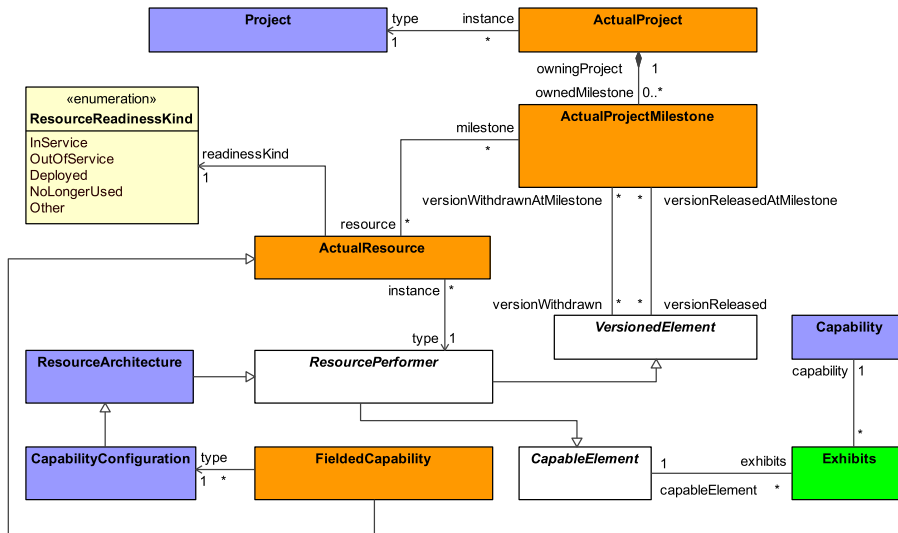 Project
type
1
instance
*
ActualProject
owningProject
1
ownedMilestone
0..*
«enumeration»
ResourceReadinessKind
InService
OutOfService
Deployed
NoLongerUsed
Other
readinessKind
1
milestone
*
ActualProjectMilestone
versionWithdrawnAtMilestone
*
*
versionReleasedAtMilestone
resource
*
ActualResource
instance
*
versionWithdrawn
*
*
versionReleased
type
1
VersionedElement
Capability
ResourceArchitecture
ResourcePerformer
capability
1
*
CapabilityConfiguration
type
1
*
FieldedCapability
CapableElement
1
capableElement
exhibits
*
Exhibits